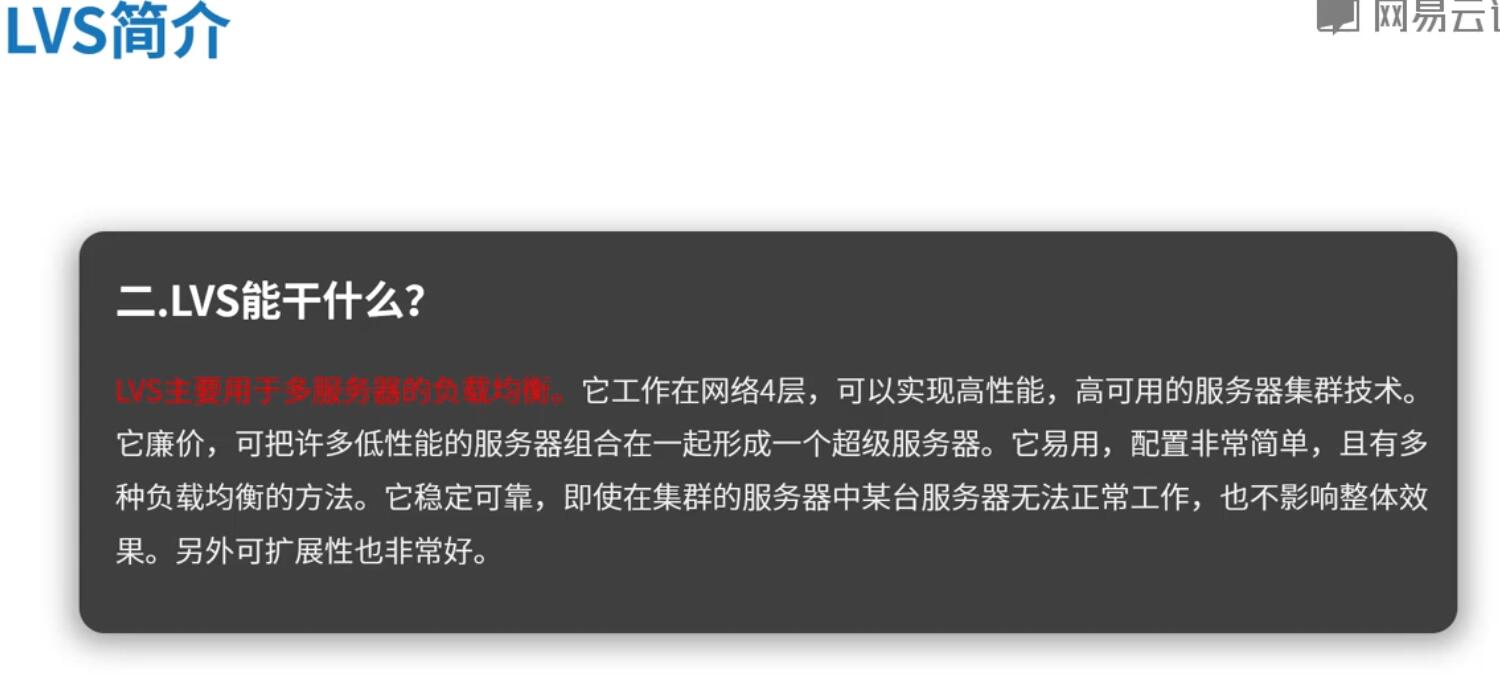 LVS简介
网易云
二.LVS能干什么？
LVS主要用于多服务器的负载均衡。它工作在网络4层，可以实现高性能，高可用的服务器集群技术。
它廉价，可把许多低性能的服务器组合在一起形成一个超级服务器。它易用，配置非常简单，且有多
种负载均衡的方法。它稳定可靠，即使在集群的服务器中某台服务器无法正常工作，也不影响整体效
果。另外可扩展性也非常好。